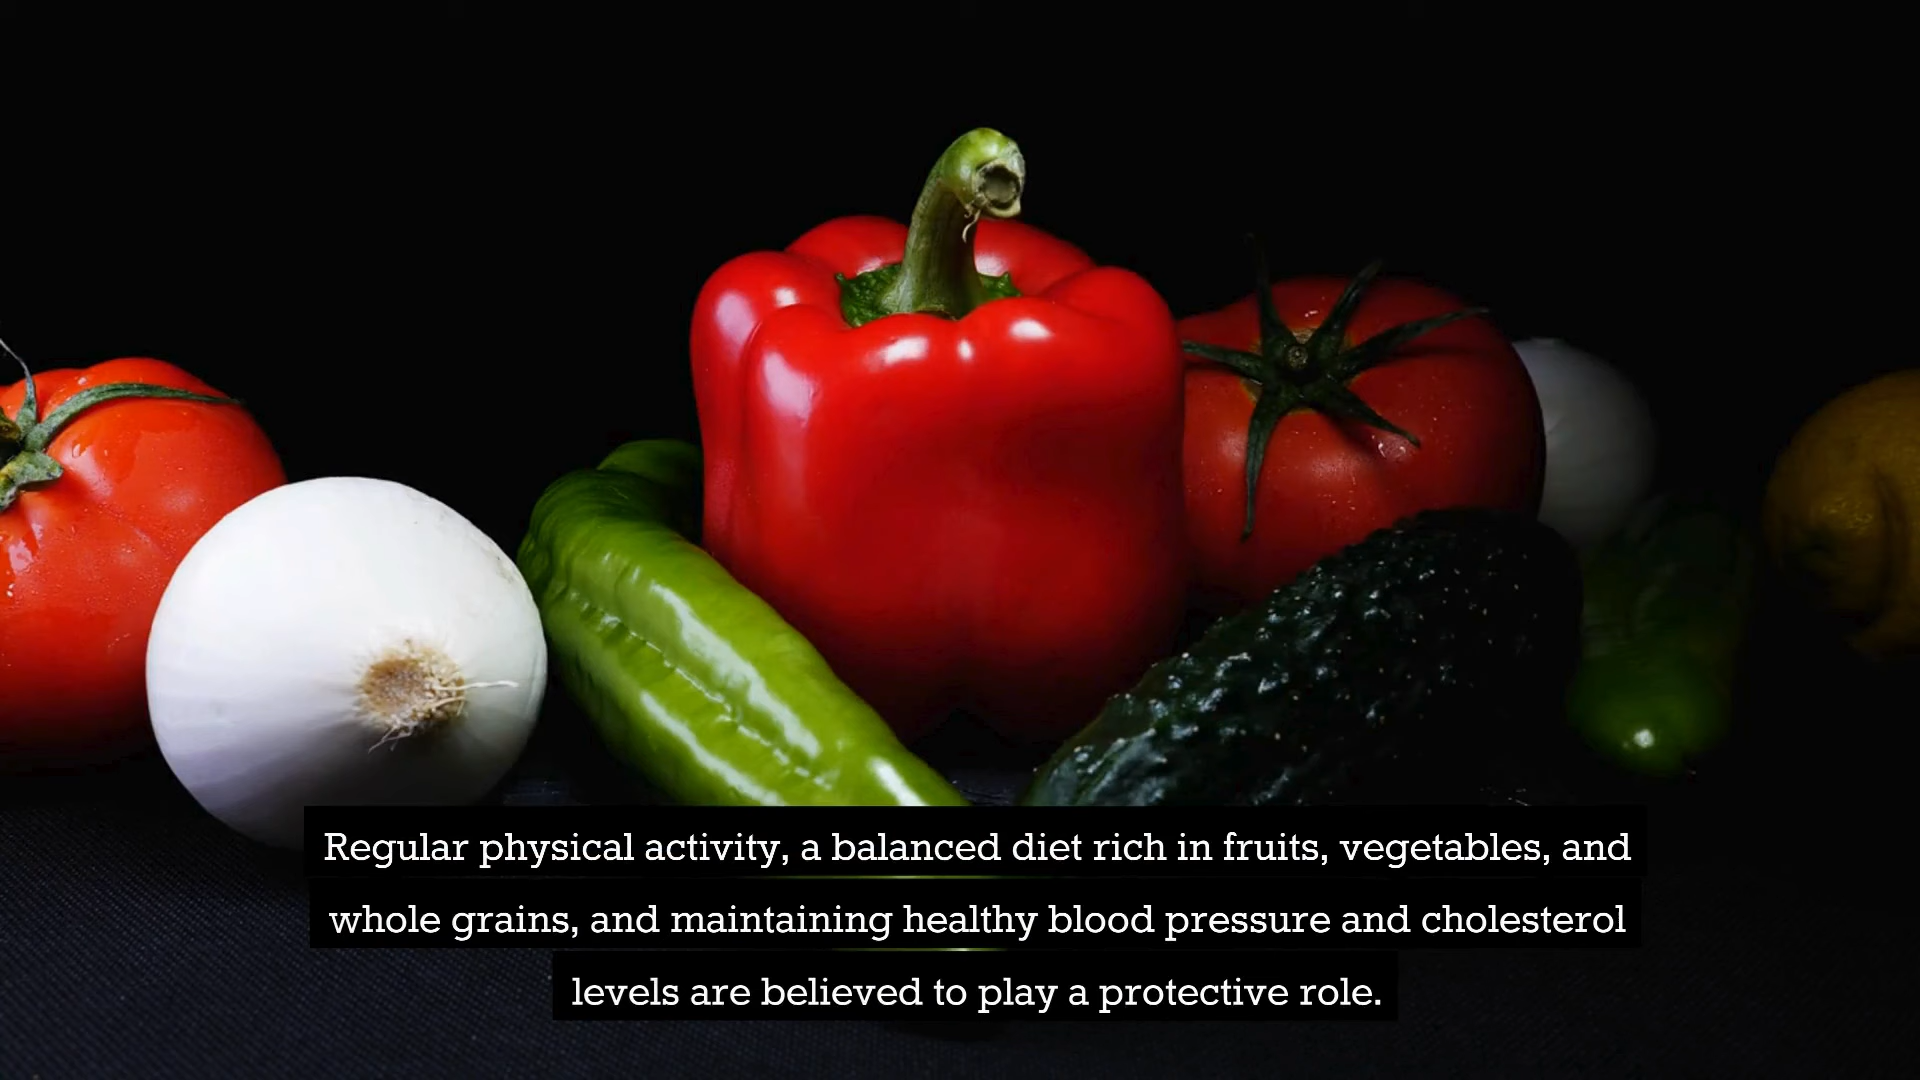 Regular physical activity, a balanced diet rich in fruits, vegetables, and
whole grains, and maintaining healthy blood pressure and cholesterol
levels are believed to play a protective role.